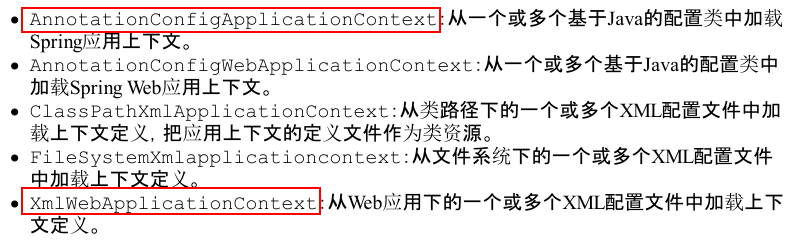 • AnnotationConfigApplicationContext:从一个或多个基于Java的配置类中加载
Spring应用上下文。
• AnnotationConfigWebApplicationContext:从一个或多个基于Java的配置类中
加载Spring Web应用上下文。
• ClassPathXmlApplicationContext:从类路径下的一个或多个XML配置文件中加
载上下文定义,把应用上下文的定义文件作为类资源。
• FileSystemXmlapplicationcontext:从文件系统下的一个或多个XML配置文件
中加载上下文定义。
• XmlWebApplicationContext:从Web应用下的一个或多个XML配置文件中加载上下
文定义。